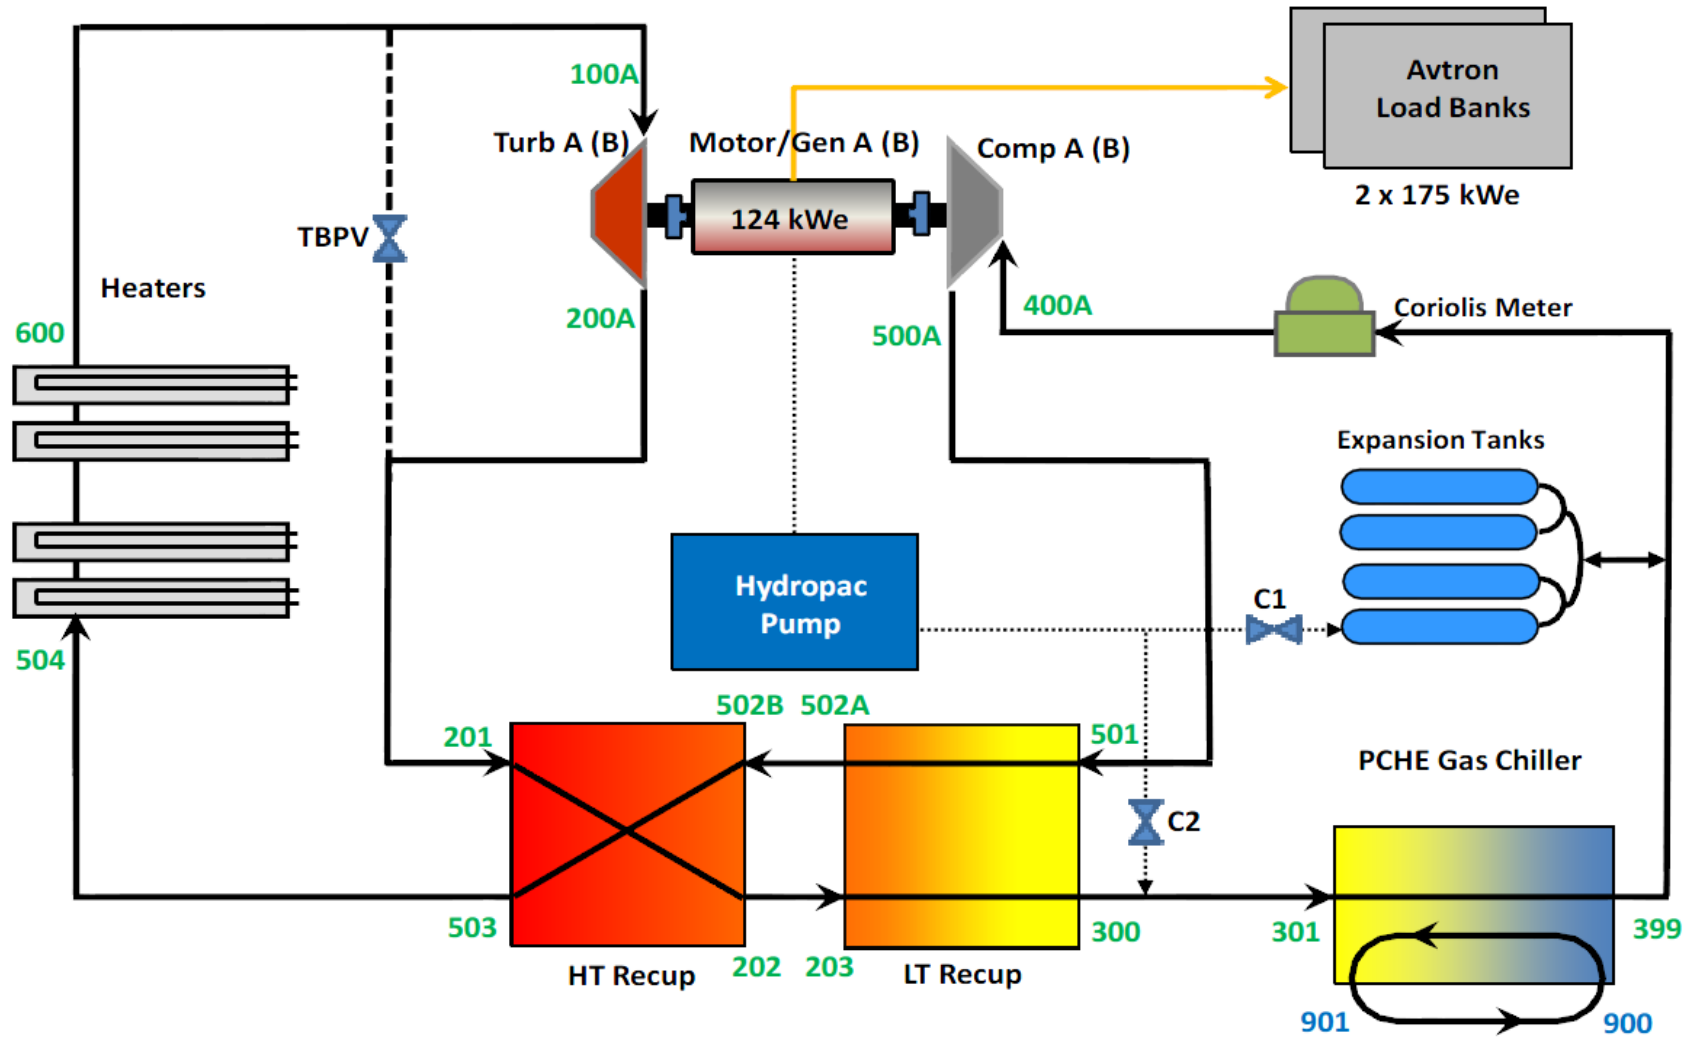 Avtron
Load Banks
2 x 175 kWe
100A
Turb A (B)
Motor/Gen A (B)
Comp A (B)
124 kWe
TBPV
Heaters
600
200A
500A
400A
Coriolis Meter
Expansion Tanks
Hydropac
Pump
C1
504
502B 502A
201
501
PCHE Gas Chiller
C2
503
300
301
399
202 203
HT Recup
LT Recup
901
900